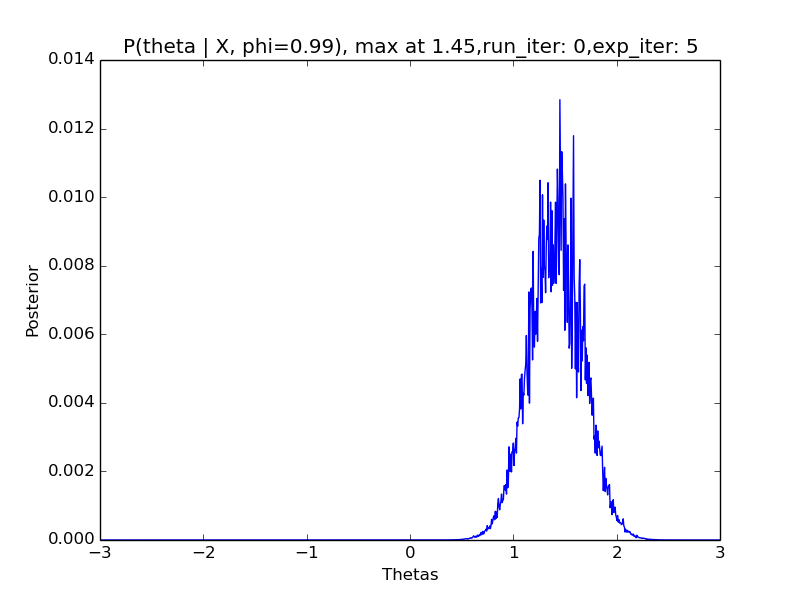 P(theta | X, phi=0.99), max at 1.45,run_iter: 0,exp_iter: 5
0.014
0.012
0.010
0.008
0.006
0.004
0.002
0.000
Posterior
−3 −2 −1 0 1 2 3
Thetas